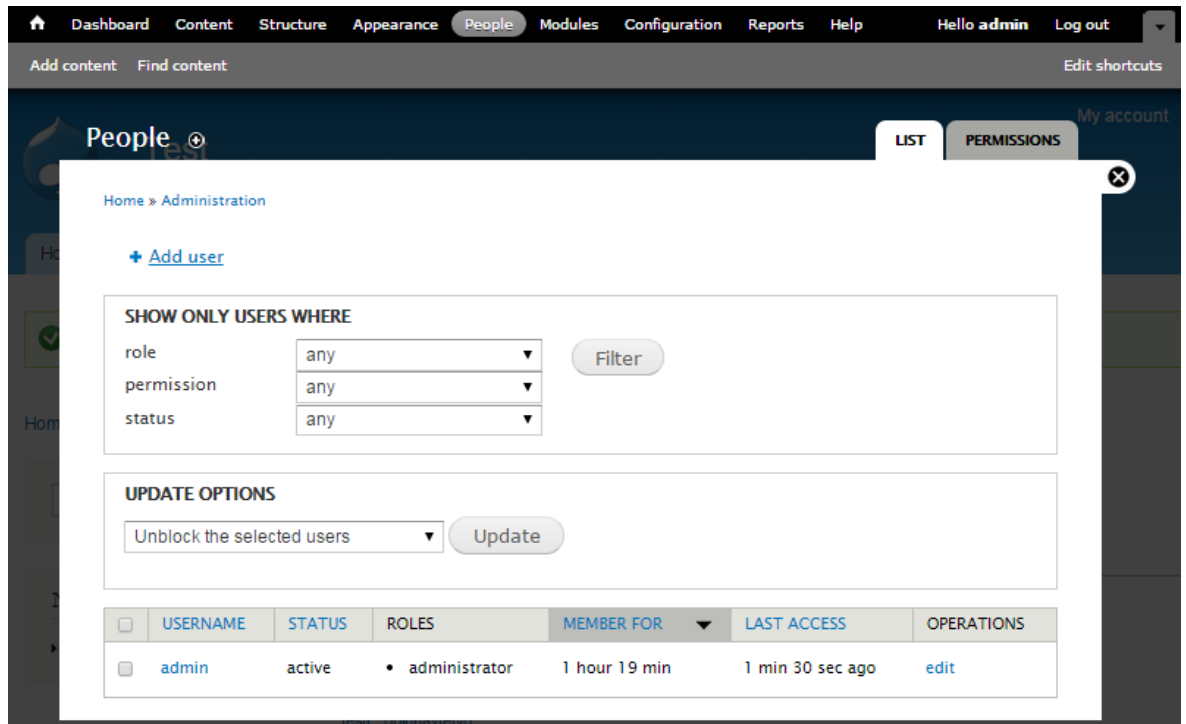 Dashboard Content Structure Appearance People Modules Configuration Reports Help Hello admin Log out
Add content Find content Edit shortcuts
My account
People LIST PERMISSIONS
Test
Home » Administration
+ Add user
SHOW ONLY USERS WHERE
role any Filter
permission any
status any
UPDATE OPTIONS
Unblock the selected users Update
USERNAME STATUS ROLES MEMBER FOR LAST ACCESS OPERATIONS
admin active • administrator 1 hour 19 min 1 min 30 sec ago edit